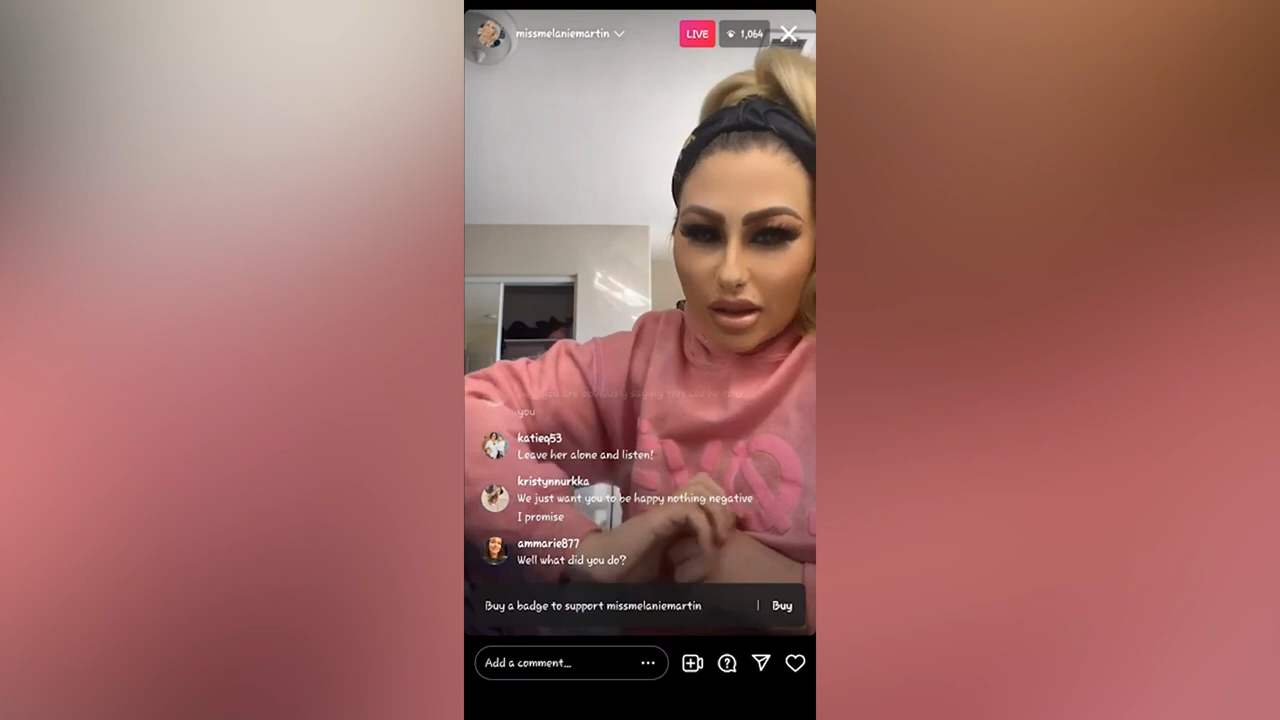 missmelaniemartin
LIVE
1,064
you
katieq53
Leave her alone and listen!
kristynnurkka
We just want you to be happy nothing negative
I promise
ammarie877
Well what did you do?
Buy a badge to support missmelaniemartin | Buy
Add a comment...